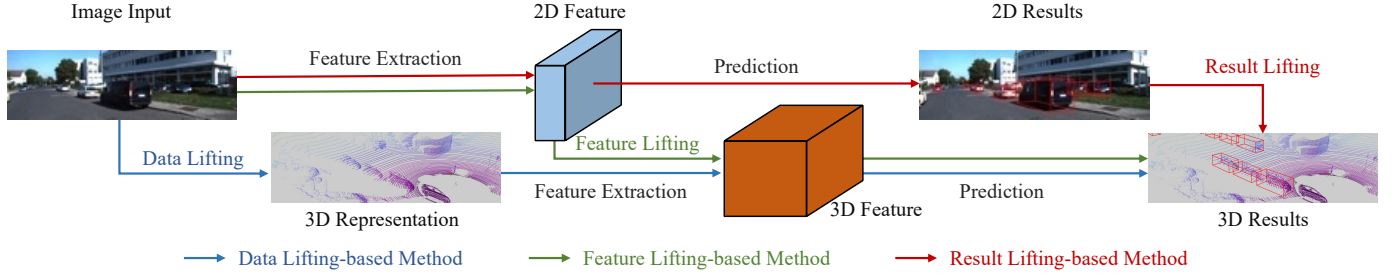 Image Input
2D Feature
2D Results
Feature Extraction
Prediction
Result Lifting
Data Lifting
Feature Lifting
Feature Extraction
Prediction
3D Representation
3D Feature
3D Results
Data Lifting-based Method
Feature Lifting-based Method
Result Lifting-based Method